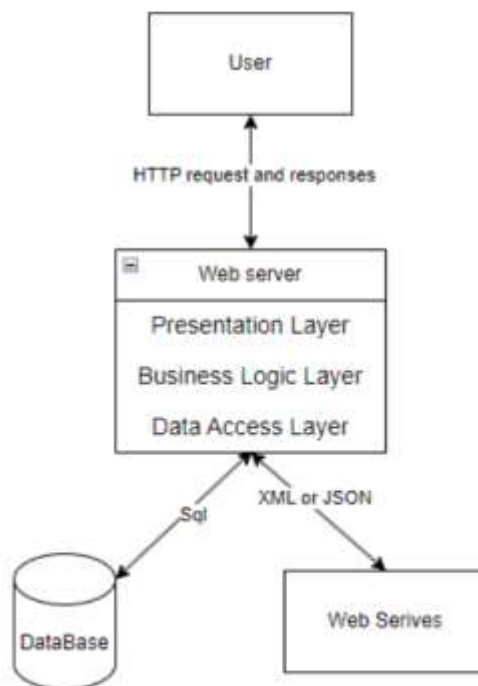 User
HTTP request and responses
Web server
Presentation Layer
Business Logic Layer
Data Access Layer
Sql
XML or JSON
DataBase
Web Serives